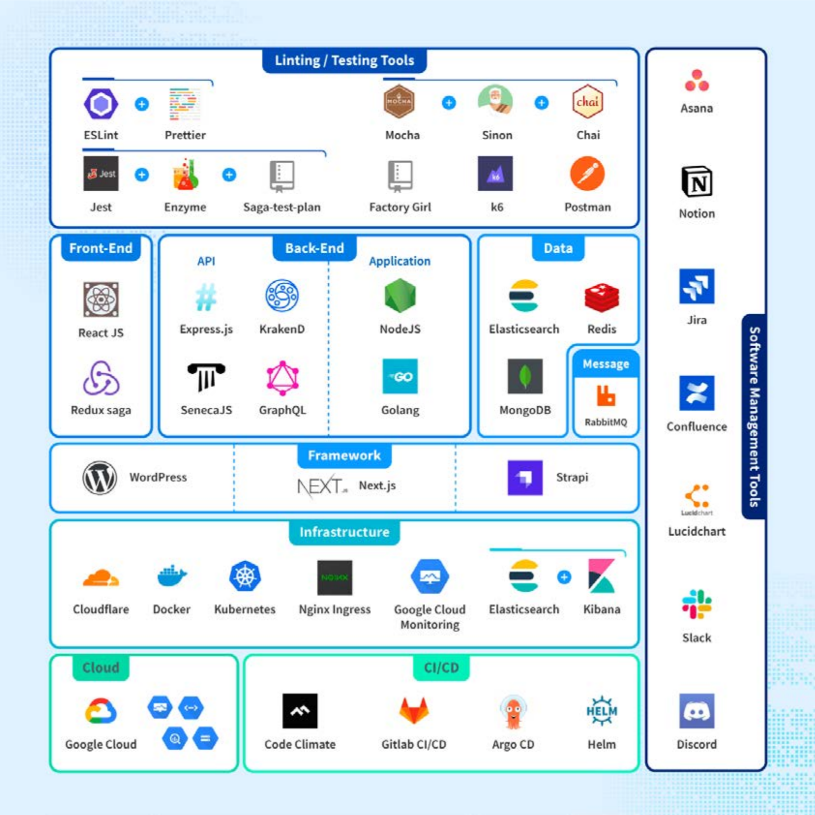 Linting / Testing Tools
ESLint
Prettier
MOCHA
Mocha
Sinon
chai
Chai
Jest
Jest
Enzyme
Saga-test-plan
Factory Girl
k6
k6
Postman
Front-End
React JS
Redux saga
Back-End
API
Application
Express.js
KrakenD
NodeJS
SenecaJS
GraphQL
GO
Golang
Data
Elasticsearch
Redis
MongoDB
Message
RabbitMQ
Framework
WordPress
NEXT.JS
Next.js
Strapi
Infrastructure
Cloudflare
Docker
Kubernetes
NGINX
Nginx Ingress
Google Cloud
Monitoring
Elasticsearch
Kibana
Cloud
Google Cloud
CI/CD
Code Climate
Gitlab CI/CD
Argo CD
HELM
Helm
Software Management Tools
Asana
Notion
Jira
Confluence
Lucidchart
Lucidchart
Slack
Discord